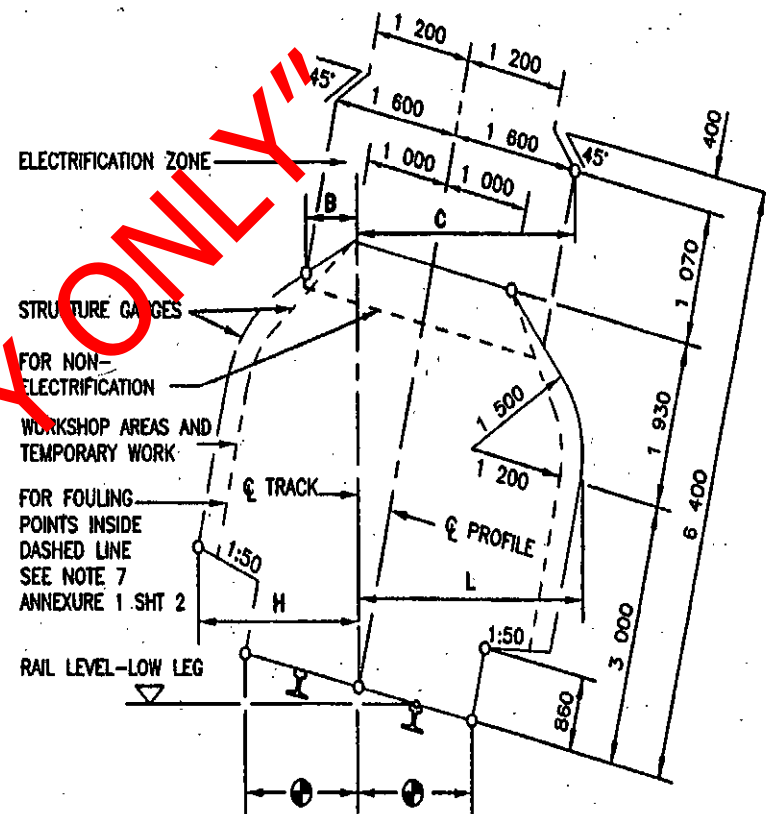 1 200
1 200
45°
1 600
1 600
45°
400
ELECTRIFICATION ZONE
1 000
1 000
B
C
1 070
STRUCTURE GAUGES
FOR NON-
ELECTRIFICATION
WORKSHOP AREAS AND
TEMPORARY WORK
1 500
1 200
1 930
6 400
℄ TRACK
℄ PROFILE
FOR FOULING
POINTS INSIDE
DASHED LINE
SEE NOTE 7
ANNEXURE 1 SHT 2
1:50
H
L
1:50
3 000
860
RAIL LEVEL-LOW LEG
Y ONLY"